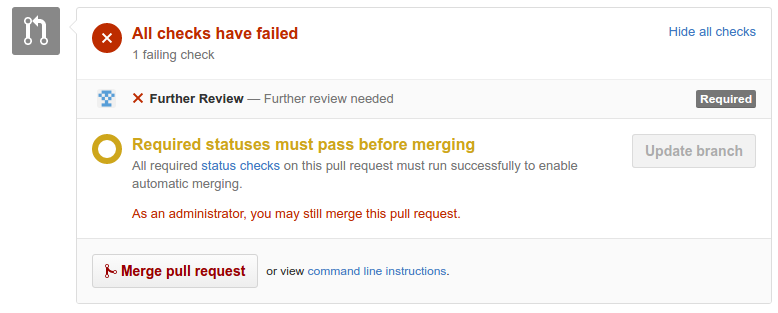 All checks have failed
Hide all checks
1 failing check
Further Review — Further review needed
Required
Required statuses must pass before merging
Update branch
All required status checks on this pull request must run successfully to enable
automatic merging.
As an administrator, you may still merge this pull request.
Merge pull request or view command line instructions.